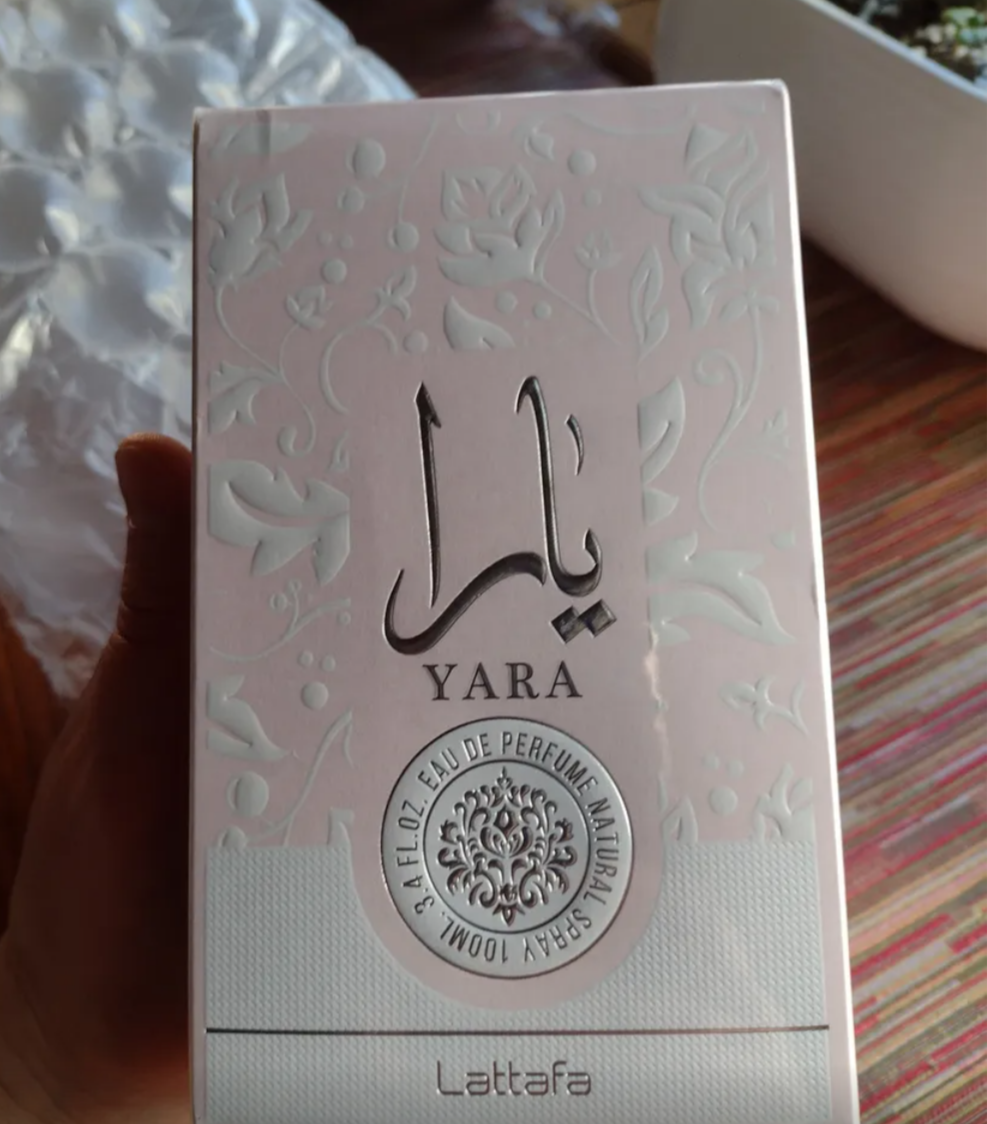 يارا
YARA
EAU DE PERFUME NATURAL SPRAY 100ML. 3.4 FL.OZ.
Lattafa